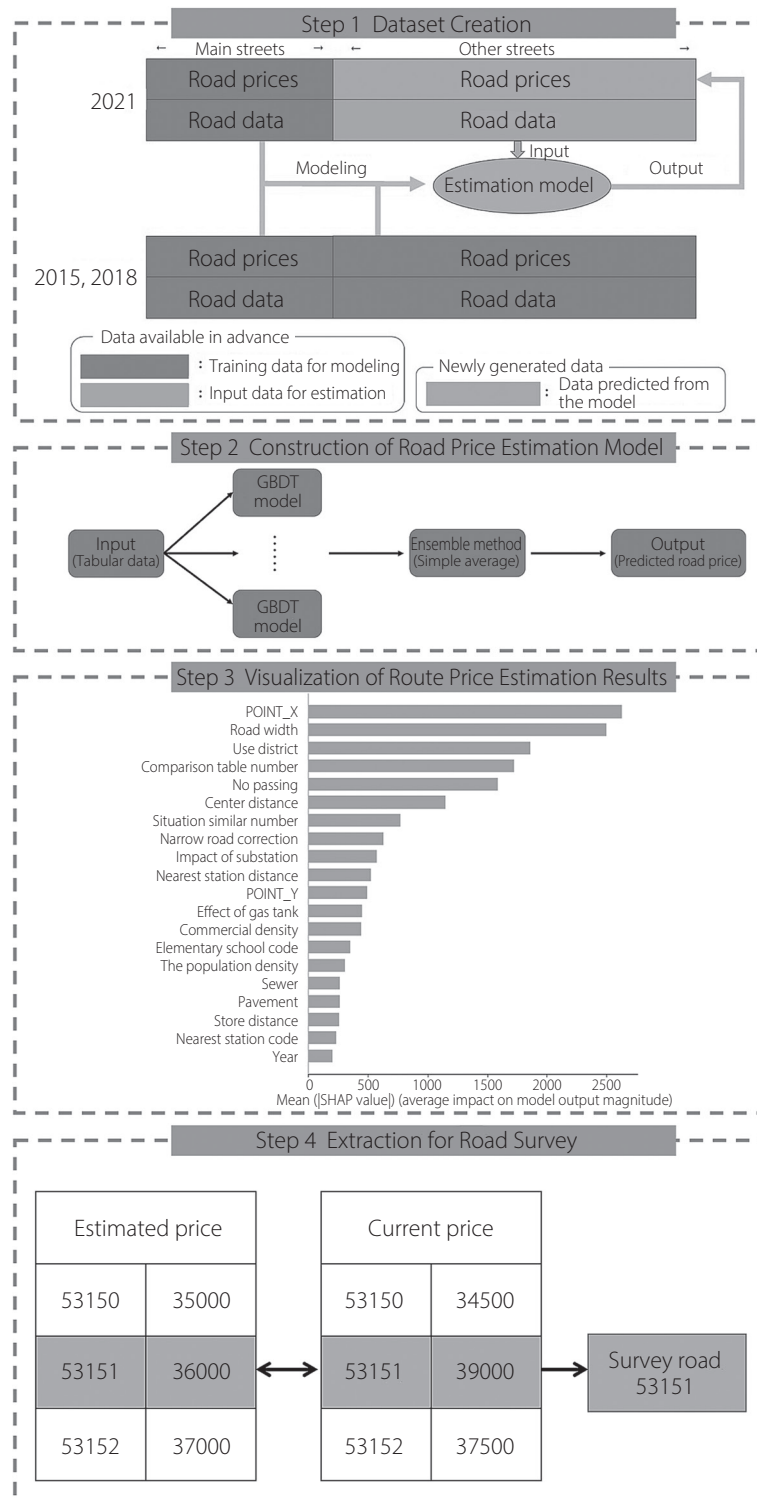 Step 1 Dataset Creation
← Main streets →
← Other streets →
2021
Road prices
Road prices
Road data
Road data
Input
Modeling
Estimation model
Output
2015, 2018
Road prices
Road prices
Road data
Road data
Data available in advance
: Training data for modeling
: Input data for estimation
Newly generated data
: Data predicted from
the model
Step 2 Construction of Road Price Estimation Model
GBDT
model
Input
(Tabular data)
Ensemble method
(Simple average)
Output
(Predicted road price)
GBDT
model
Step 3 Visualization of Route Price Estimation Results
POINT_X
Road width
Use district
Comparison table number
No passing
Center distance
Situation similar number
Narrow road correction
Impact of substation
Nearest station distance
POINT_Y
Effect of gas tank
Commercial density
Elementary school code
The population density
Sewer
Pavement
Store distance
Nearest station code
Year
0 500 1000 1500 2000 2500
Mean (|SHAP value|) (average impact on model output magnitude)
Step 4 Extraction for Road Survey
Estimated price
53150 35000
53151 36000
53152 37000
Current price
53150 34500
53151 39000
53152 37500
Survey road
53151